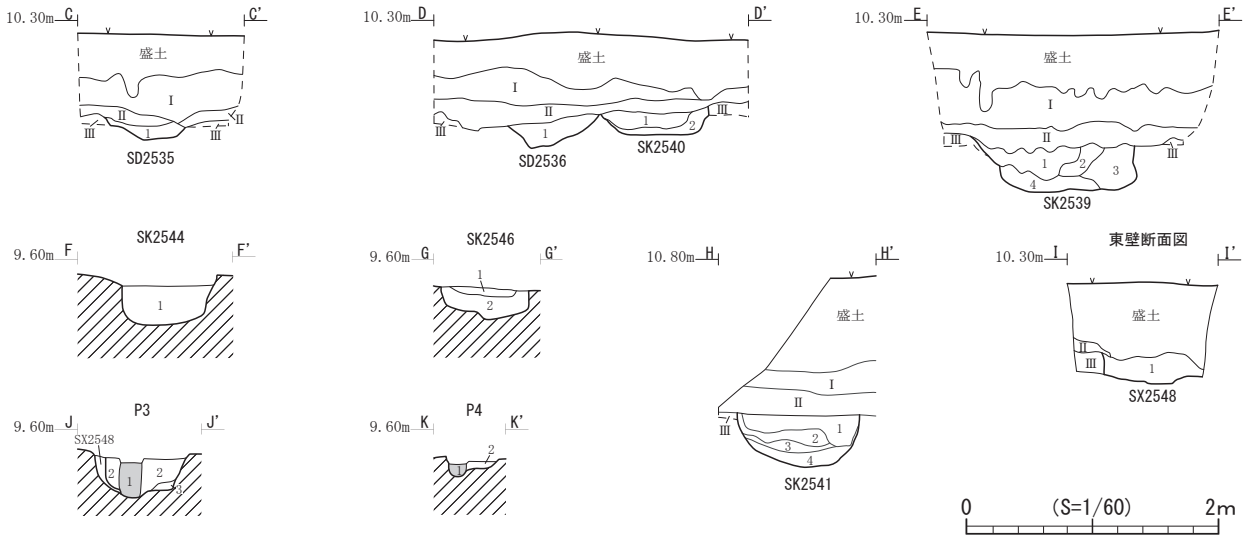 10.30m C C'
盛土
I
II
II
III
III
1
SD2535
10.30m D D'
盛土
I
II
III
III
1
1
2
SD2536
SK2540
10.30m E E'
盛土
I
II
III
III
1
2
3
4
SK2539
SK2544
9.60m F F'
1
SK2546
9.60m G G'
1
2
10.80m H H'
盛土
I
II
III
1
2
3
4
SK2541
東壁断面図
10.30m I I'
盛土
II
III
1
SX2548
P3
9.60m J J'
SX2548
2
1
2
3
P4
9.60m K K'
1
2
0 (S=1/60) 2m